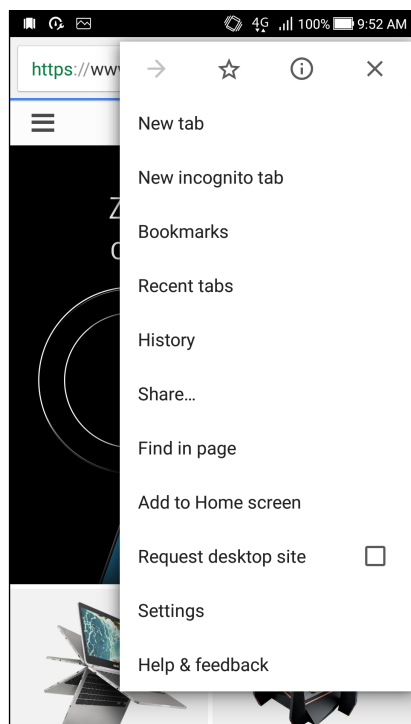 4G 100% 9:52 AM
https://www
New tab
New incognito tab
Bookmarks
Recent tabs
History
Share...
Find in page
Add to Home screen
Request desktop site
Settings
Help & feedback